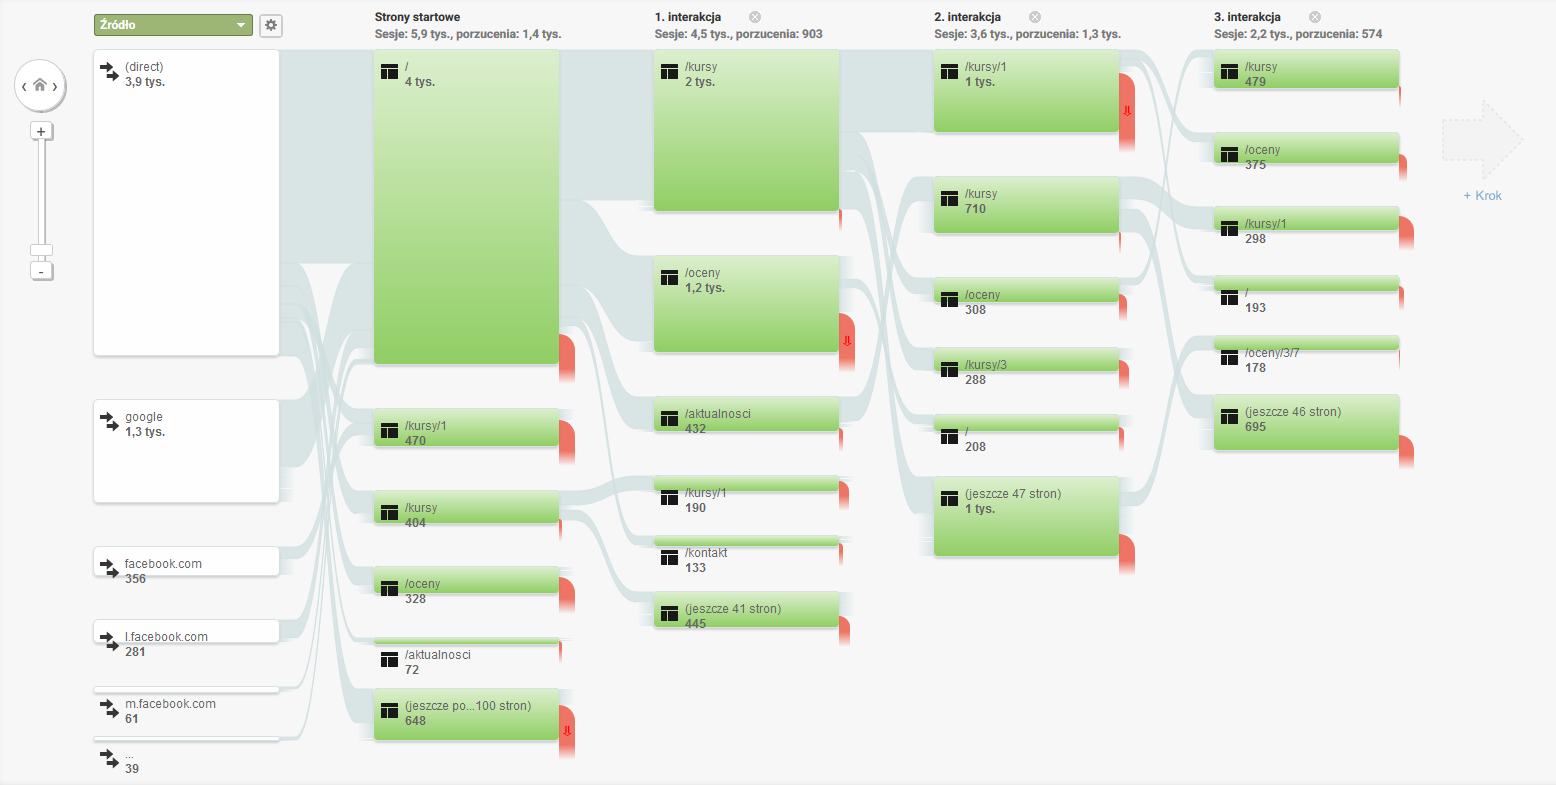 Źródło
(direct)
3,9 tys.
google
1,3 tys.
facebook.com
356
l.facebook.com
281
m.facebook.com
61
...
39
+
-
Strony startowe
Sesje: 5,9 tys., porzucenia: 1,4 tys.
/
4 tys.
/kursy/1
470
/kursy
404
/oceny
328
/aktualnosci
72
(jeszcze po...100 stron)
648
1. interakcja
Sesje: 4,5 tys., porzucenia: 903
/kursy
2 tys.
/oceny
1,2 tys.
/aktualnosci
432
/kursy/1
190
/kontakt
133
(jeszcze 41 stron)
445
2. interakcja
Sesje: 3,6 tys., porzucenia: 1,3 tys.
/kursy/1
1 tys.
/kursy
710
/oceny
308
/kursy/3
288
/
208
(jeszcze 47 stron)
1 tys.
3. interakcja
Sesje: 2,2 tys., porzucenia: 574
/kursy
479
/oceny
375
/kursy/1
298
/
193
/oceny/3/7
178
(jeszcze 46 stron)
695
+ Krok